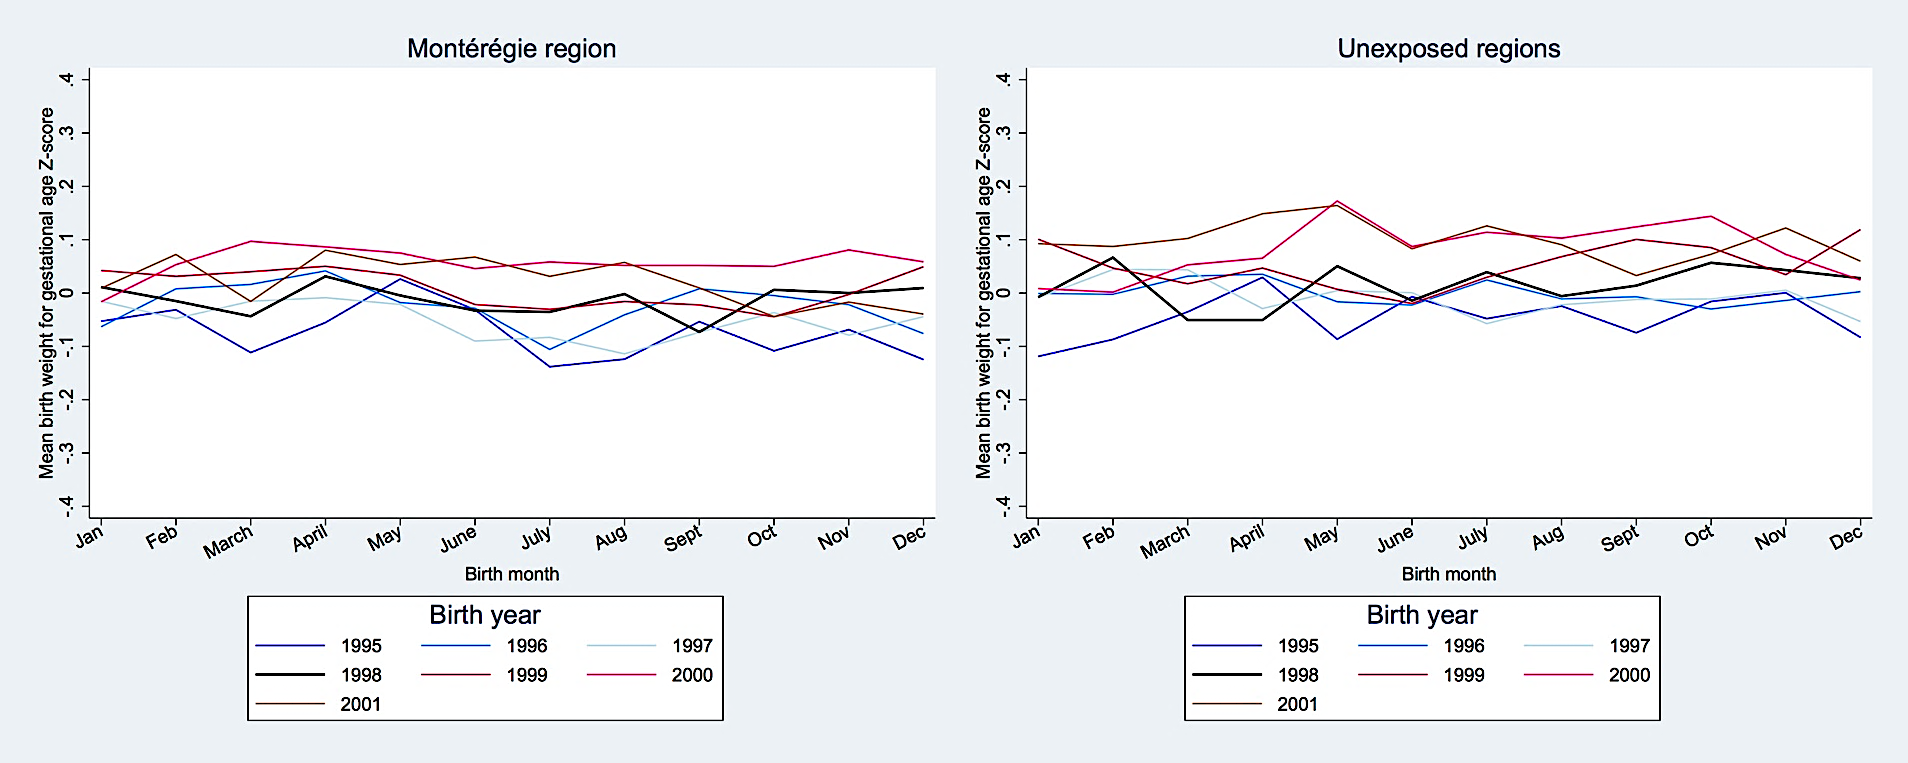 Montérégie region
Mean birth weight for gestational age Z-score
.4
.3
.2
.1
0
-.1
-.2
-.3
-.4
Jan Feb March April May June July Aug Sept Oct Nov Dec
Birth month
Birth year
1995 1996 1997
1998 1999 2000
2001
Unexposed regions
Mean birth weight for gestational age Z-score
.4
.3
.2
.1
0
-.1
-.2
-.3
-.4
Jan Feb March April May June July Aug Sept Oct Nov Dec
Birth month
Birth year
1995 1996 1997
1998 1999 2000
2001